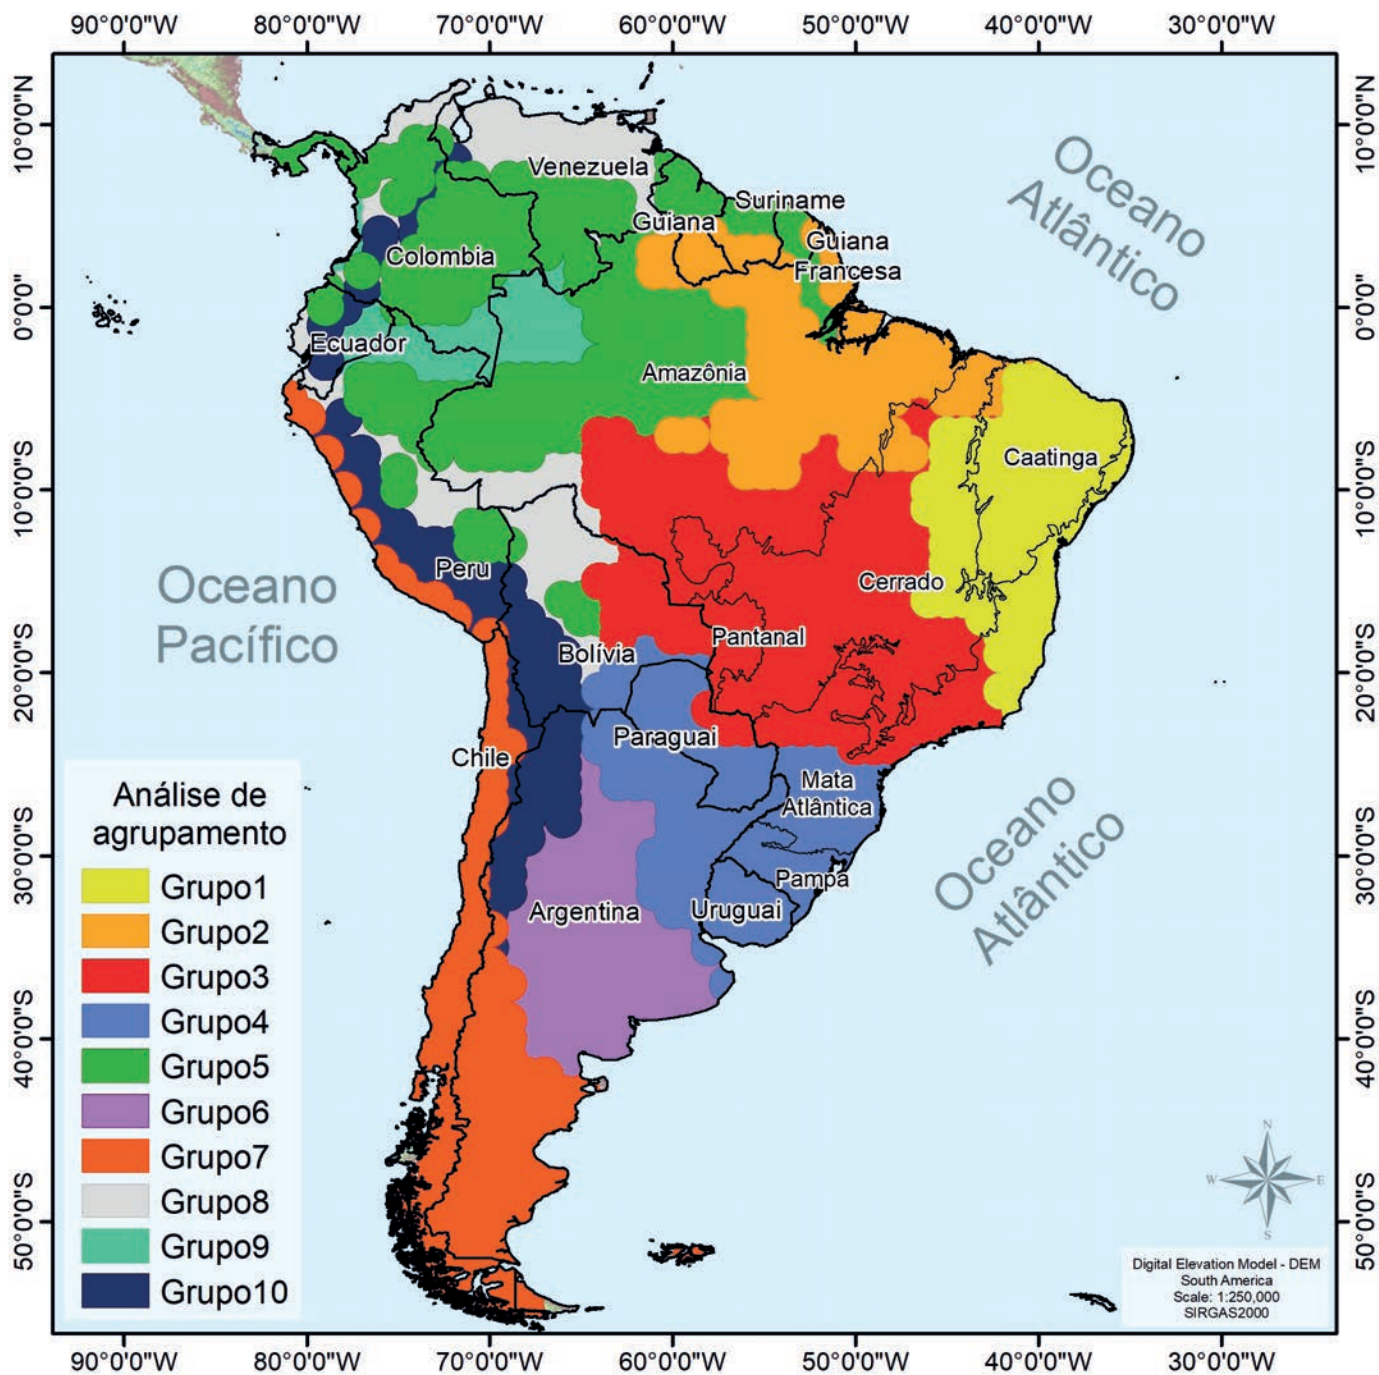 90°0'0"W 80°0'0"W 70°0'0"W 60°0'0"W 50°0'0"W 40°0'0"W 30°0'0"W
10°0'0"N
0°0'0"
10°0'0"S
20°0'0"S
30°0'0"S
40°0'0"S
50°0'0"S
Venezuela
Suriname
Guiana
Guiana
Francesa
Colombia
Ecuador
Amazônia
Caatinga
Peru
Cerrado
Pantanal
Bolívia
Paraguai
Chile
Mata
Atlântica
Pampa
Argentina
Uruguai
Oceano
Atlântico
Oceano
Pacífico
Oceano
Atlântico
Análise de
agrupamento
Grupo1
Grupo2
Grupo3
Grupo4
Grupo5
Grupo6
Grupo7
Grupo8
Grupo9
Grupo10
N
W E
S
Digital Elevation Model - DEM
South America
Scale: 1:250,000
SIRGAS2000
10°0'0"N
0°0'0"
10°0'0"S
20°0'0"S
30°0'0"S
40°0'0"S
50°0'0"S
90°0'0"W 80°0'0"W 70°0'0"W 60°0'0"W 50°0'0"W 40°0'0"W 30°0'0"W